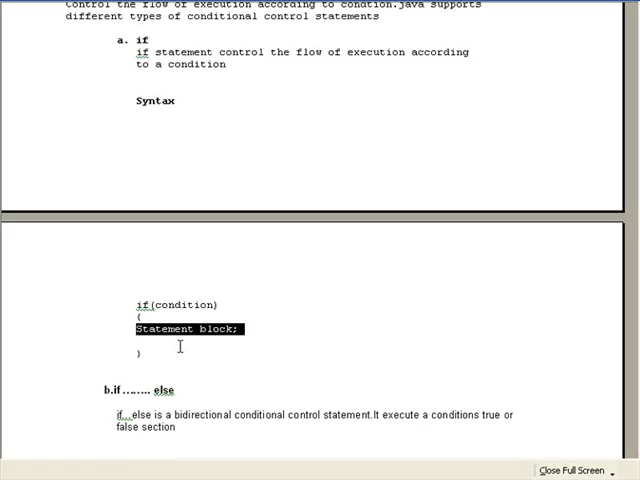 Control the flow of execution according to condtion.java supports
different types of conditional control statements
a. if
if statement control the flow of execution according
to a condition
Syntax
if(condition)
{
Statement block;
}
b.if …….. else
if…else is a bidirectional conditional control statement.It execute a conditions true or
false section
Close Full Screen